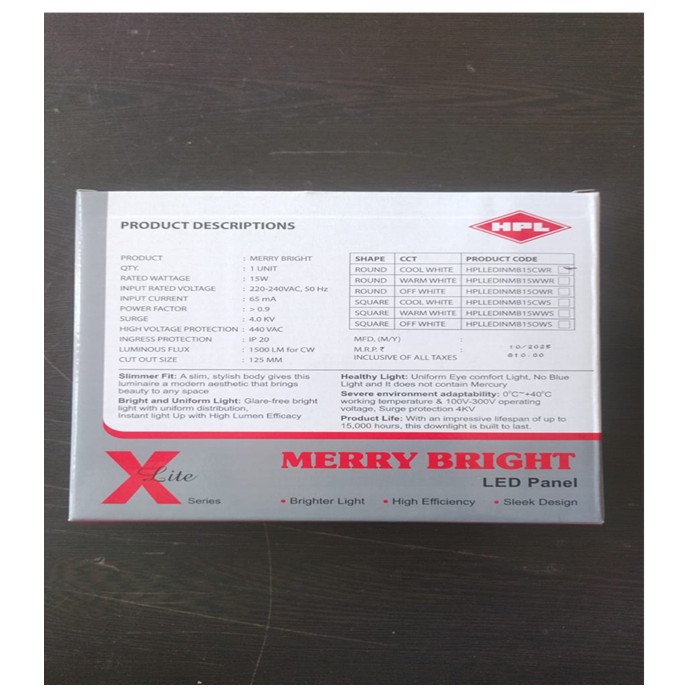 PRODUCT DESCRIPTIONS
HPL
PRODUCT : MERRY BRIGHT
QTY. : 1 UNIT
RATED WATTAGE : 15W
INPUT RATED VOLTAGE : 220-240VAC, 50 Hz
INPUT CURRENT : 65 mA
POWER FACTOR : > 0.9
SURGE : 4.0 KV
HIGH VOLTAGE PROTECTION : 440 VAC
INGRESS PROTECTION : IP 20
LUMINOUS FLUX : 1500 LM for CW
CUT OUT SIZE : 125 MM
SHAPE CCT PRODUCT CODE
ROUND COOL WHITE HPLLEDINMB15CWR
ROUND WARM WHITE HPLLEDINMB15WWR
ROUND OFF WHITE HPLLEDINMB15OWR
SQUARE COOL WHITE HPLLEDINMB15CWS
SQUARE WARM WHITE HPLLEDINMB15WWS
SQUARE OFF WHITE HPLLEDINMB15OWS
MFD. (M/Y) : 10/2025
M.R.P. ₹ : 810.00
INCLUSIVE OF ALL TAXES
Slimmer Fit: A slim, stylish body gives this
luminaire a modern aesthetic that brings
beauty to any space
Bright and Uniform Light: Glare-free bright
light with uniform distribution,
Instant light Up with High Lumen Efficacy
Healthy Light: Uniform Eye comfort Light, No Blue
Light and It does not contain Mercury
Severe environment adaptability: 0°C~+40°C
working temperature & 100V-300V operating
voltage, Surge protection 4KV
Product Life: With an impressive lifespan of up to
15,000 hours, this downlight is built to last.
X Lite
Series
MERRY BRIGHT
LED Panel
• Brighter Light • High Efficiency • Sleek Design